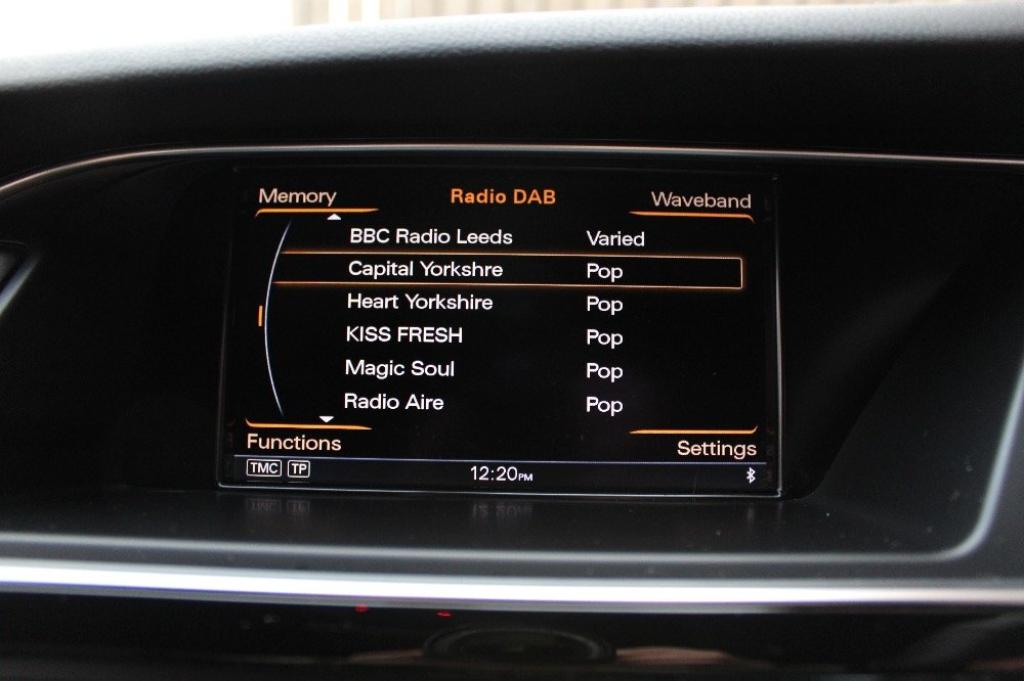 Memory Radio DAB Waveband
BBC Radio Leeds Varied
Capital Yorkshre Pop
Heart Yorkshire Pop
KISS FRESH Pop
Magic Soul Pop
Radio Aire Pop
Functions Settings
TMC TP 12:20PM